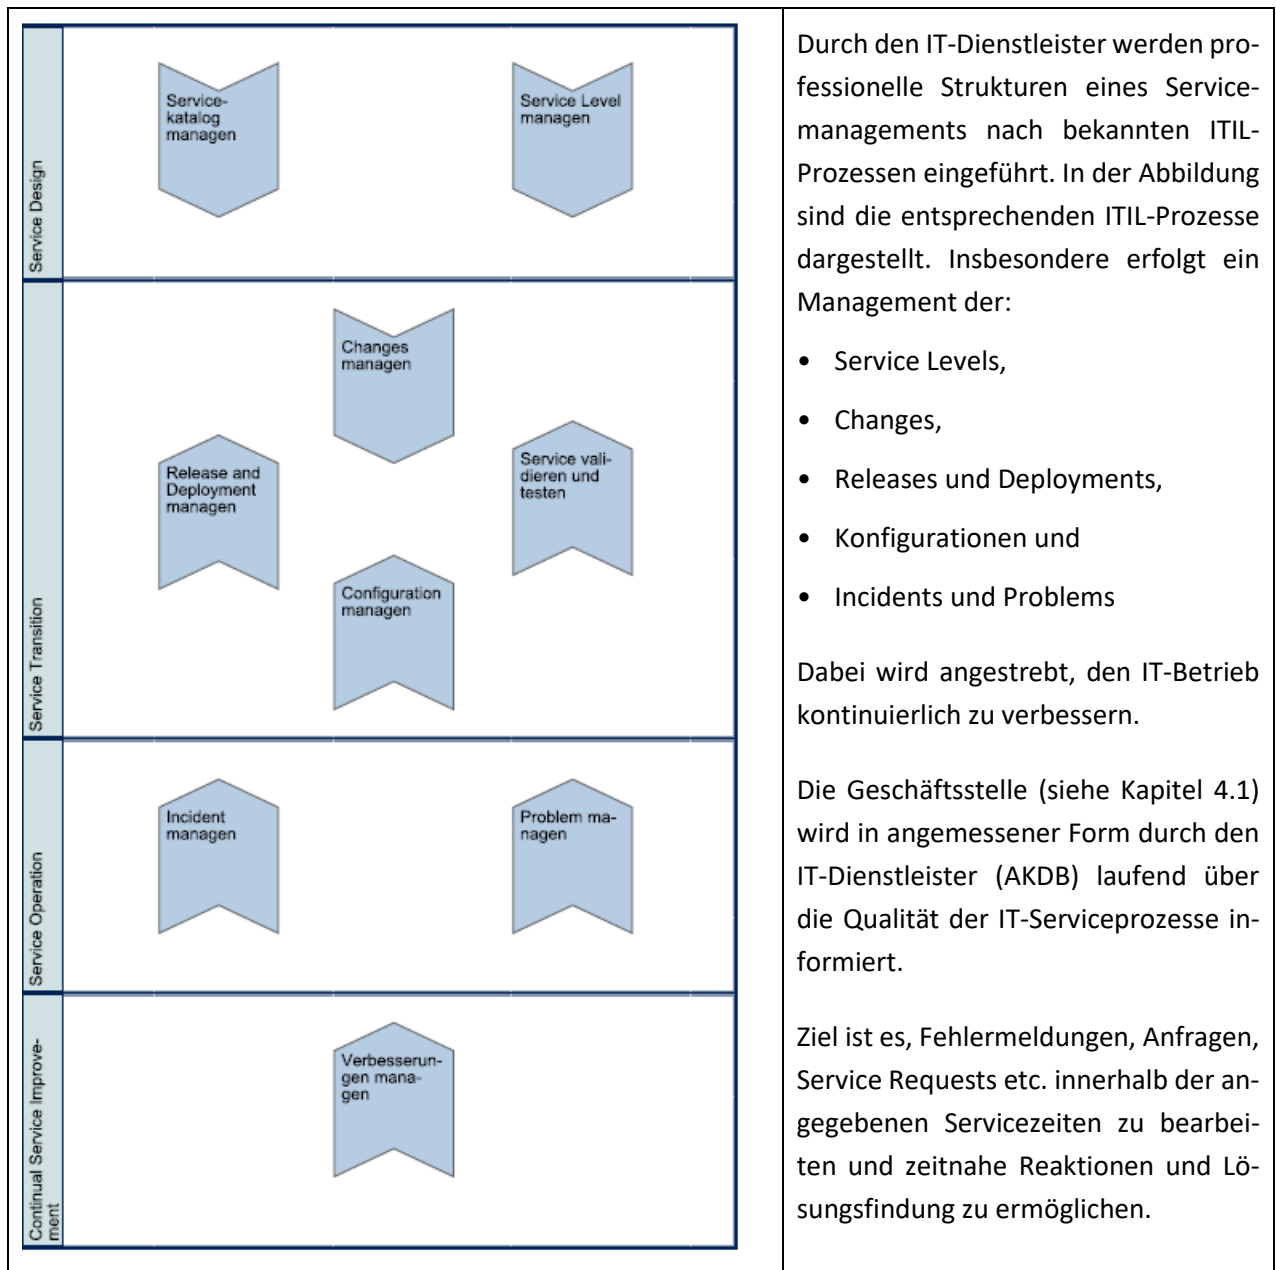 Service Design
Service-
katalog
managen
Service Level
managen
Service Transition
Changes
managen
Release and
Deployment
managen
Service vali-
dieren und
testen
Configuration
managen
Service Operation
Incident
managen
Problem ma-
nagen
Continual Service Improve-
ment
Verbesserun-
gen mana-
gen
Durch den IT-Dienstleister werden pro-
fessionelle Strukturen eines Service-
managements nach bekannten ITIL-
Prozessen eingeführt. In der Abbildung
sind die entsprechenden ITIL-Prozesse
dargestellt. Insbesondere erfolgt ein
Management der:
• Service Levels,
• Changes,
• Releases und Deployments,
• Konfigurationen und
• Incidents und Problems
Dabei wird angestrebt, den IT-Betrieb
kontinuierlich zu verbessern.
Die Geschäftsstelle (siehe Kapitel 4.1)
wird in angemessener Form durch den
IT-Dienstleister (AKDB) laufend über
die Qualität der IT-Serviceprozesse in-
formiert.
Ziel ist es, Fehlermeldungen, Anfragen,
Service Requests etc. innerhalb der an-
gegebenen Servicezeiten zu bearbei-
ten und zeitnahe Reaktionen und Lö-
sungsfindung zu ermöglichen.